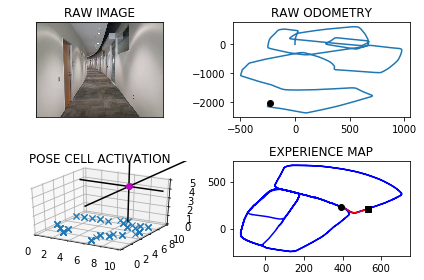 RAW IMAGE
RAW ODOMETRY
0
−1000
−2000
−500 0 500 1000
POSE CELL ACTIVATION
0 2 4 6 8 10
0 2 4 6 8 10
0 1 2 3 4 5
EXPERIENCE MAP
500
0
0 200 400 600